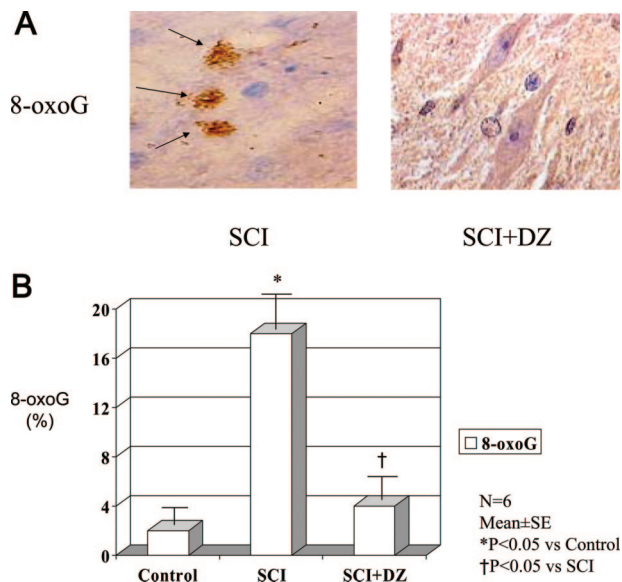 A
8-oxoG
SCI
SCI+DZ
B
*
20
16
12
8
4
0
8-oxoG
(%)
†
8-oxoG
N=6
Mean±SE
*P<0.05 vs Control
†P<0.05 vs SCI
Control
SCI
SCI+DZ